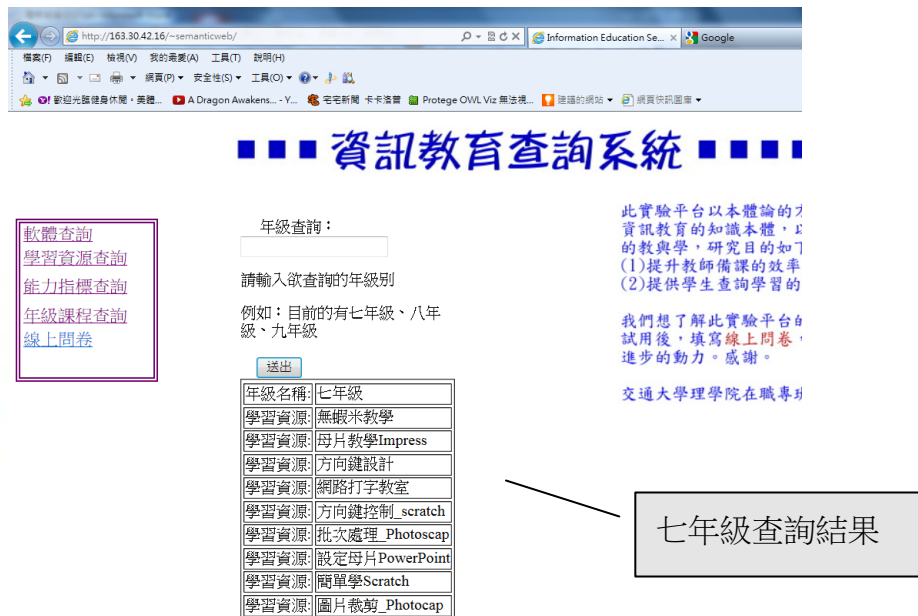 http://163.30.42.16/~semanticweb/
Information Education Se...
Google
檔案(F) 編輯(E) 檢視(V) 我的最愛(A) 工具(T) 說明(H)
網頁(P) 安全性(S) 工具(O)
歡迎光臨健身休閒・美體... A Dragon Awakens... - Y... 宅宅新聞 卡卡洛普 Protege OWL Viz 無法視... 建議的網站 網頁快訊圖庫
■ ■ ■ 資訊教育查詢系統 ■ ■ ■ ■
軟體查詢
學習資源查詢
能力指標查詢
年級課程查詢
線上問卷
年級查詢：
請輸入欲查詢的年級別
例如：目前的有七年級、八年
級、九年級
送出
年級名稱: 七年級
學習資源: 無蝦米教學
學習資源: 母片教學Impress
學習資源: 方向鍵設計
學習資源: 網路打字教室
學習資源: 方向鍵控制_scratch
學習資源: 批次處理_Photoscap
學習資源: 設定母片PowerPoint
學習資源: 簡單學Scratch
學習資源: 圖片裁剪_Photocap
此實驗平台以本體論的
資訊教育的知識本體，
的教與學，研究目的如
(1)提升教師備課的效率
(2)提供學生查詢學習的
我們想了解此實驗平台
試用後，填寫線上問卷，
進步的動力。感謝。
交通大學理學院在職專
七年級查詢結果